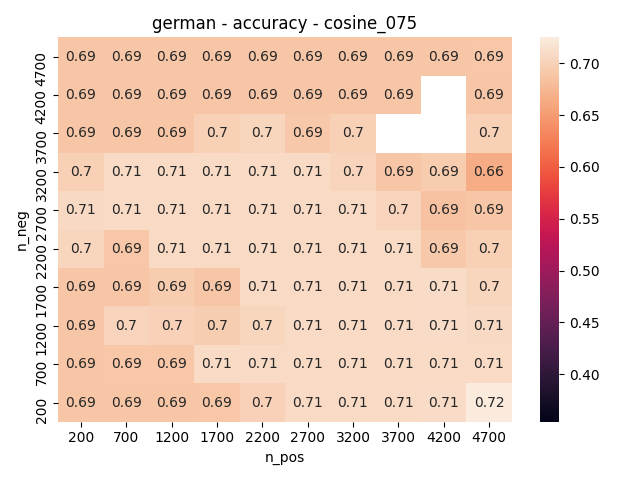 german - accuracy - cosine_075
4700 0.69 0.69 0.69 0.69 0.69 0.69 0.69 0.69 0.69 0.69
4200 0.69 0.69 0.69 0.69 0.69 0.69 0.69 0.69 0.69
3700 0.69 0.69 0.69 0.7 0.7 0.69 0.7 0.7
3200 0.7 0.71 0.71 0.71 0.71 0.71 0.7 0.69 0.69 0.66
2700 0.71 0.71 0.71 0.71 0.71 0.71 0.71 0.7 0.69 0.69
2200 0.7 0.69 0.71 0.71 0.71 0.71 0.71 0.71 0.69 0.7
1700 0.69 0.69 0.69 0.69 0.71 0.71 0.71 0.71 0.71 0.7
1200 0.69 0.7 0.7 0.7 0.7 0.71 0.71 0.71 0.71 0.71
700 0.69 0.69 0.69 0.71 0.71 0.71 0.71 0.71 0.71 0.71
200 0.69 0.69 0.69 0.69 0.7 0.71 0.71 0.71 0.71 0.72
n_neg
200 700 1200 1700 2200 2700 3200 3700 4200 4700
n_pos
0.70
0.65
0.60
0.55
0.50
0.45
0.40